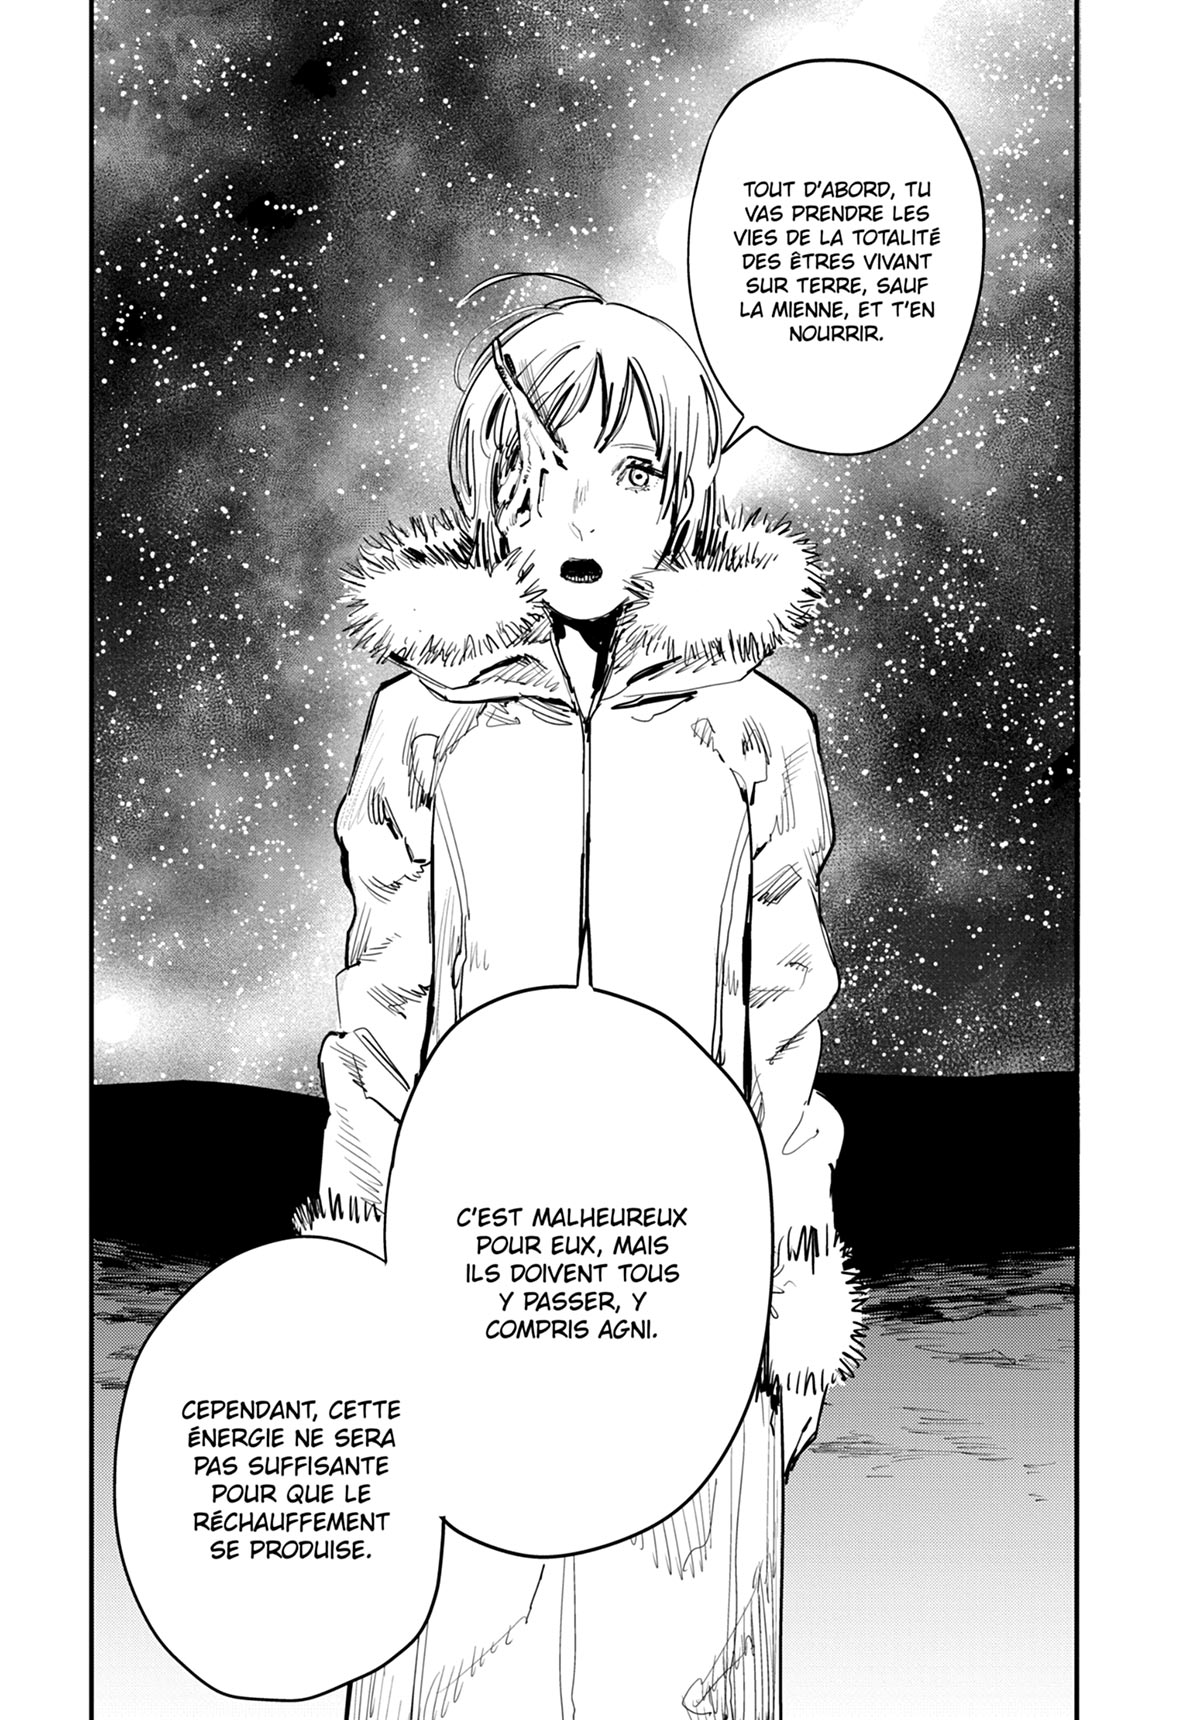 TOUT D'ABORD, TU
VAS PRENDRE LES
VIES DE LA TOTALITÉ
DES ÊTRES VIVANT
SUR TERRE, SAUF
LA MIENNE, ET T'EN
NOURRIR.
C'EST MALHEUREUX
POUR EUX, MAIS
ILS DOIVENT TOUS
Y PASSER, Y
COMPRIS AGNI.
CEPENDANT, CETTE
ÉNERGIE NE SERA
PAS SUFFISANTE
POUR QUE LE
RÉCHAUFFEMENT
SE PRODUISE.